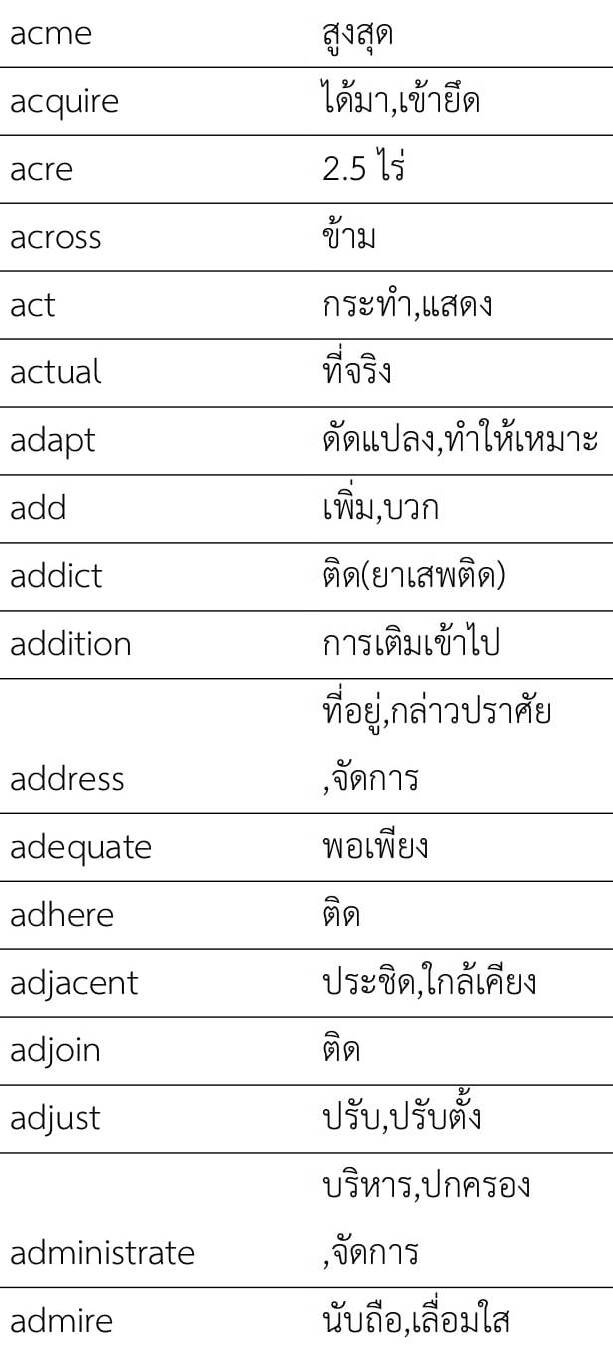 acme สูงสุด
acquire ได้มา,เข้ายึด
acre 2.5 ไร่
across ข้าม
act กระทำ,แสดง
actual ที่จริง
adapt ดัดแปลง,ทำให้เหมาะ
add เพิ่ม,บวก
addict ติด(ยาเสพติด)
addition การเติมเข้าไป
ที่อยู่,กล่าวปราศัย
address ,จัดการ
adequate พอเพียง
adhere ติด
adjacent ประชิด,ใกล้เคียง
adjoin ติด
adjust ปรับ,ปรับตั้ง
บริหาร,ปกครอง
administrate ,จัดการ
admire นับถือ,เลื่อมใส